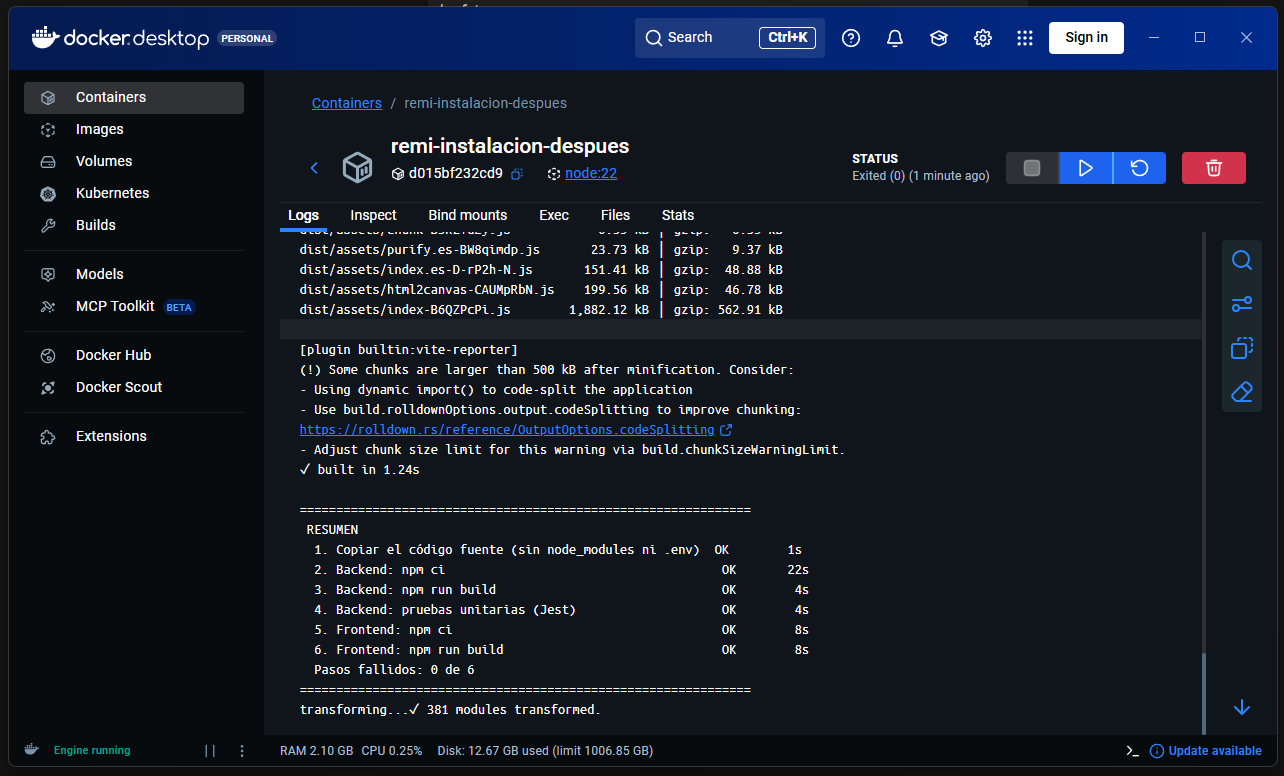 docker.desktop PERSONAL
Search Ctrl+K
Sign in
Containers
Images
Volumes
Kubernetes
Builds
Models
MCP Toolkit BETA
Docker Hub
Docker Scout
Extensions
Containers / remi-instalacion-despues
remi-instalacion-despues
d015bf232cd9 node:22
STATUS
Exited (0) (1 minute ago)
Logs Inspect Bind mounts Exec Files Stats
dist/assets/purify.es-BW8qimdp.js 23.73 kB │ gzip: 9.37 kB
dist/assets/index.es-D-rP2h-N.js 151.41 kB │ gzip: 48.88 kB
dist/assets/html2canvas-CAUMpRbN.js 199.56 kB │ gzip: 46.78 kB
dist/assets/index-B6QZPcPi.js 1,882.12 kB │ gzip: 562.91 kB
[plugin builtin:vite-reporter]
(!) Some chunks are larger than 500 kB after minification. Consider:
- Using dynamic import() to code-split the application
- Use build.rolldownOptions.output.codeSplitting to improve chunking:
https://rolldown.rs/reference/OutputOptions.codeSplitting
- Adjust chunk size limit for this warning via build.chunkSizeWarningLimit.
✓ built in 1.24s
==============================================================
RESUMEN
1. Copiar el código fuente (sin node_modules ni .env) OK 1s
2. Backend: npm ci OK 22s
3. Backend: npm run build OK 4s
4. Backend: pruebas unitarias (Jest) OK 4s
5. Frontend: npm ci OK 8s
6. Frontend: npm run build OK 8s
Pasos fallidos: 0 de 6
==============================================================
transforming...✓ 381 modules transformed.
Engine running
RAM 2.10 GB CPU 0.25% Disk: 12.67 GB used (limit 1006.85 GB)
Update available